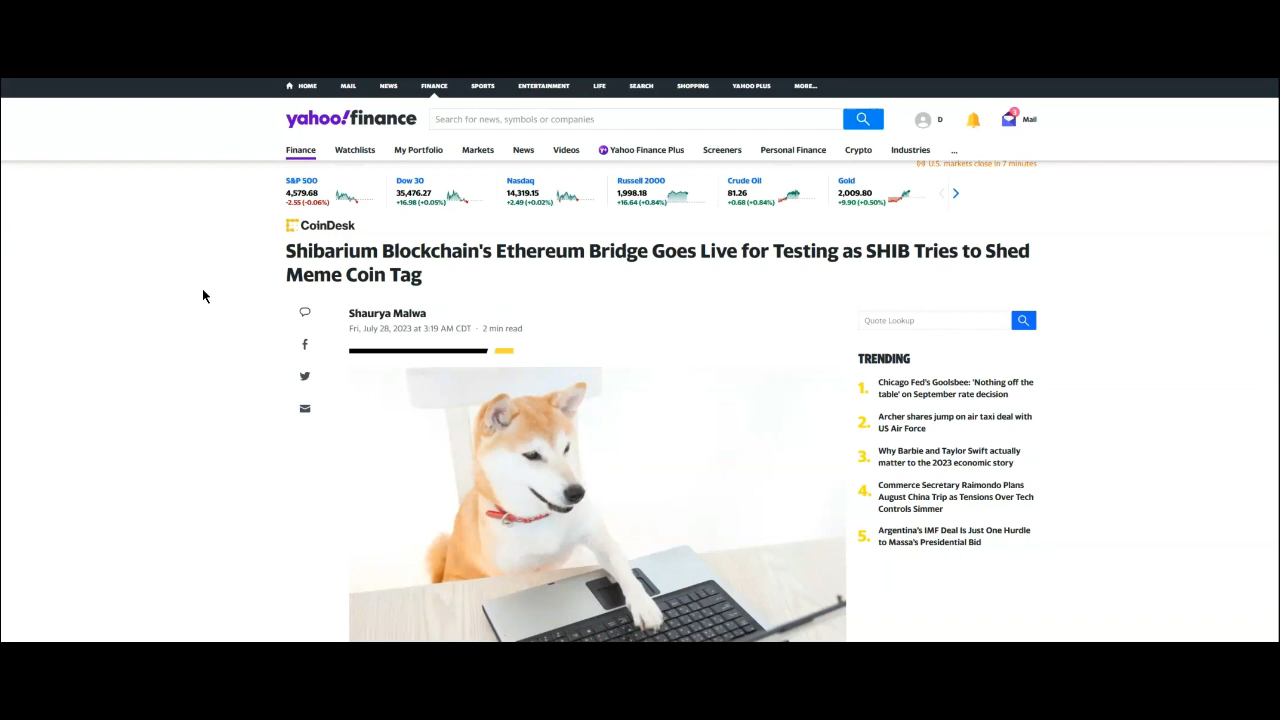 HOME MAIL NEWS FINANCE SPORTS ENTERTAINMENT LIFE SEARCH SHOPPING YAHOO PLUS MORE...
yahoo!finance Search for news, symbols or companies D 3 Mail
Finance Watchlists My Portfolio Markets News Videos Yahoo Finance Plus Screeners Personal Finance Crypto Industries ...
U.S. markets close in 7 minutes
S&P 500 Dow 30 Nasdaq Russell 2000 Crude Oil Gold
4,579.68 35,476.27 14,319.15 1,998.18 81.26 2,009.80
-2.55 (-0.06%) +16.98 (+0.05%) +2.49 (+0.02%) +16.64 (+0.84%) +0.68 (+0.84%) +9.90 (+0.50%)
CoinDesk
Shibarium Blockchain's Ethereum Bridge Goes Live for Testing as SHIB Tries to Shed
Meme Coin Tag
Shaurya Malwa
Fri, July 28, 2023 at 3:19 AM CDT · 2 min read
Quote Lookup
TRENDING
1. Chicago Fed's Goolsbee: 'Nothing off the
table' on September rate decision
2. Archer shares jump on air taxi deal with
US Air Force
3. Why Barbie and Taylor Swift actually
matter to the 2023 economic story
4. Commerce Secretary Raimondo Plans
August China Trip as Tensions Over Tech
Controls Simmer
5. Argentina's IMF Deal Is Just One Hurdle
to Massa's Presidential Bid